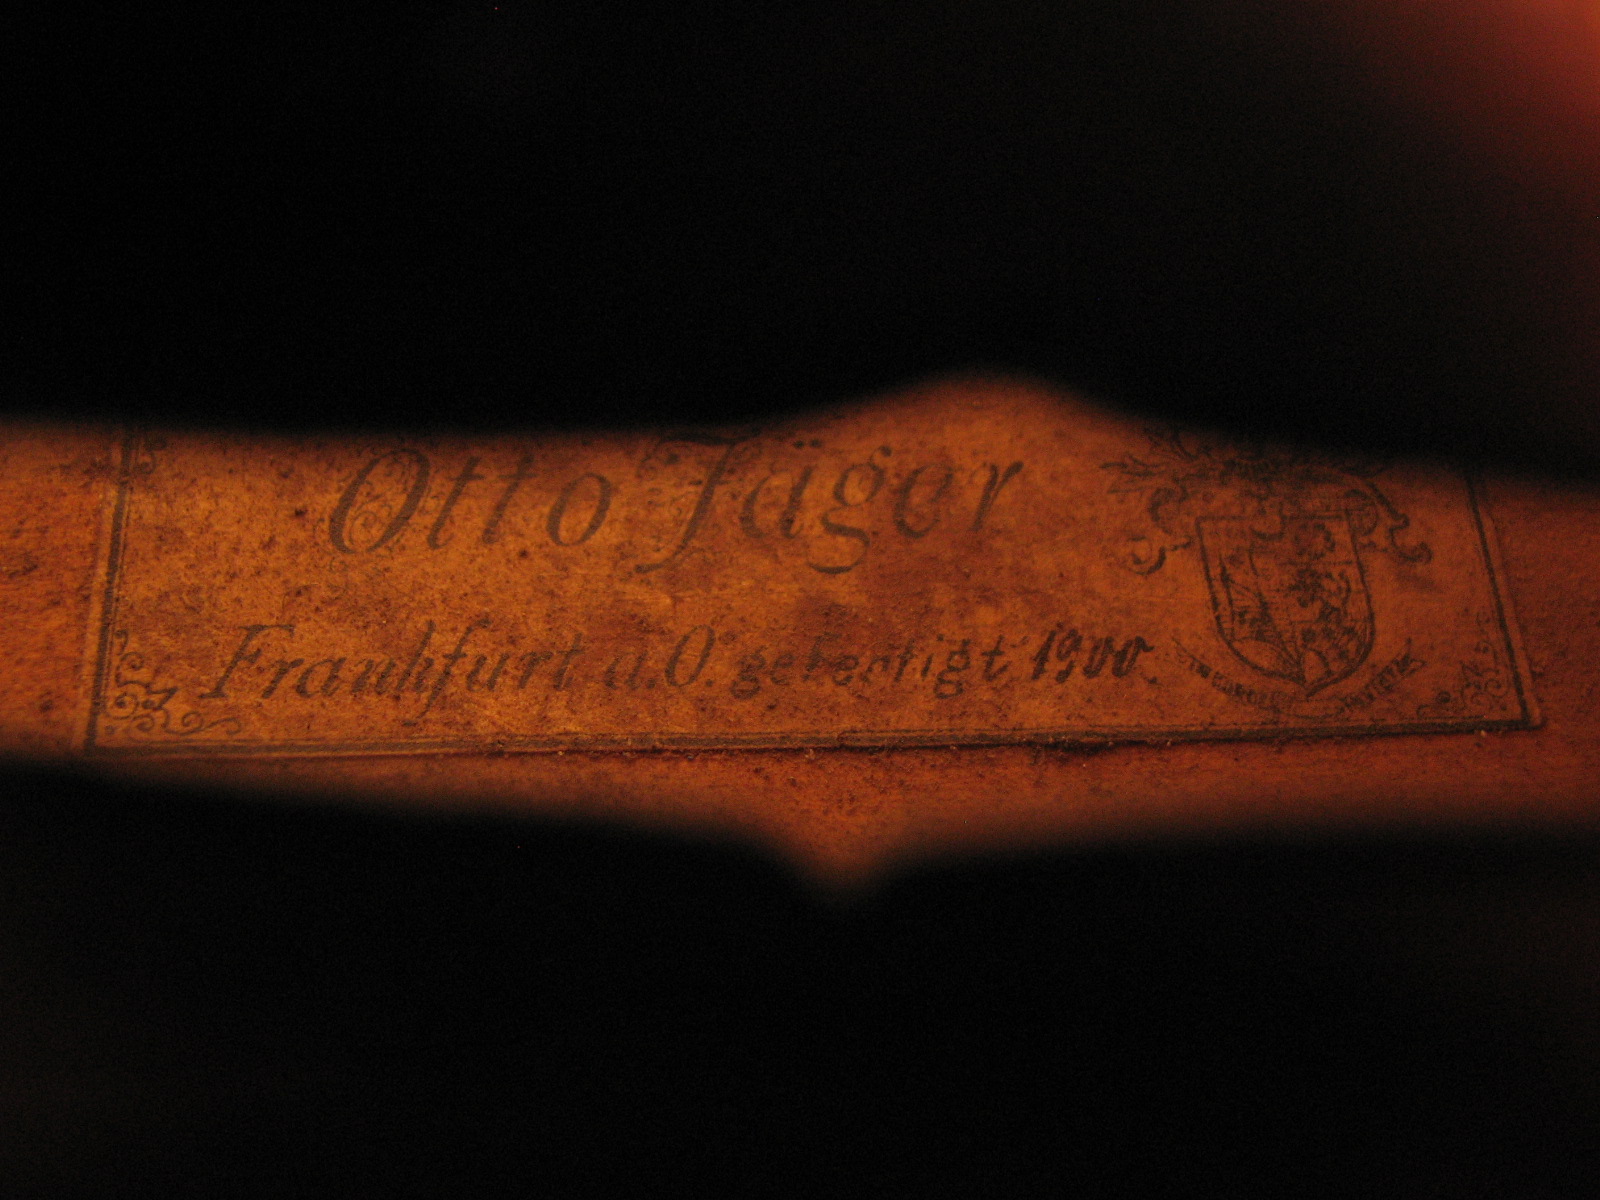 Otto Jäger
Frankfurt a.O. gefertigt 1900.